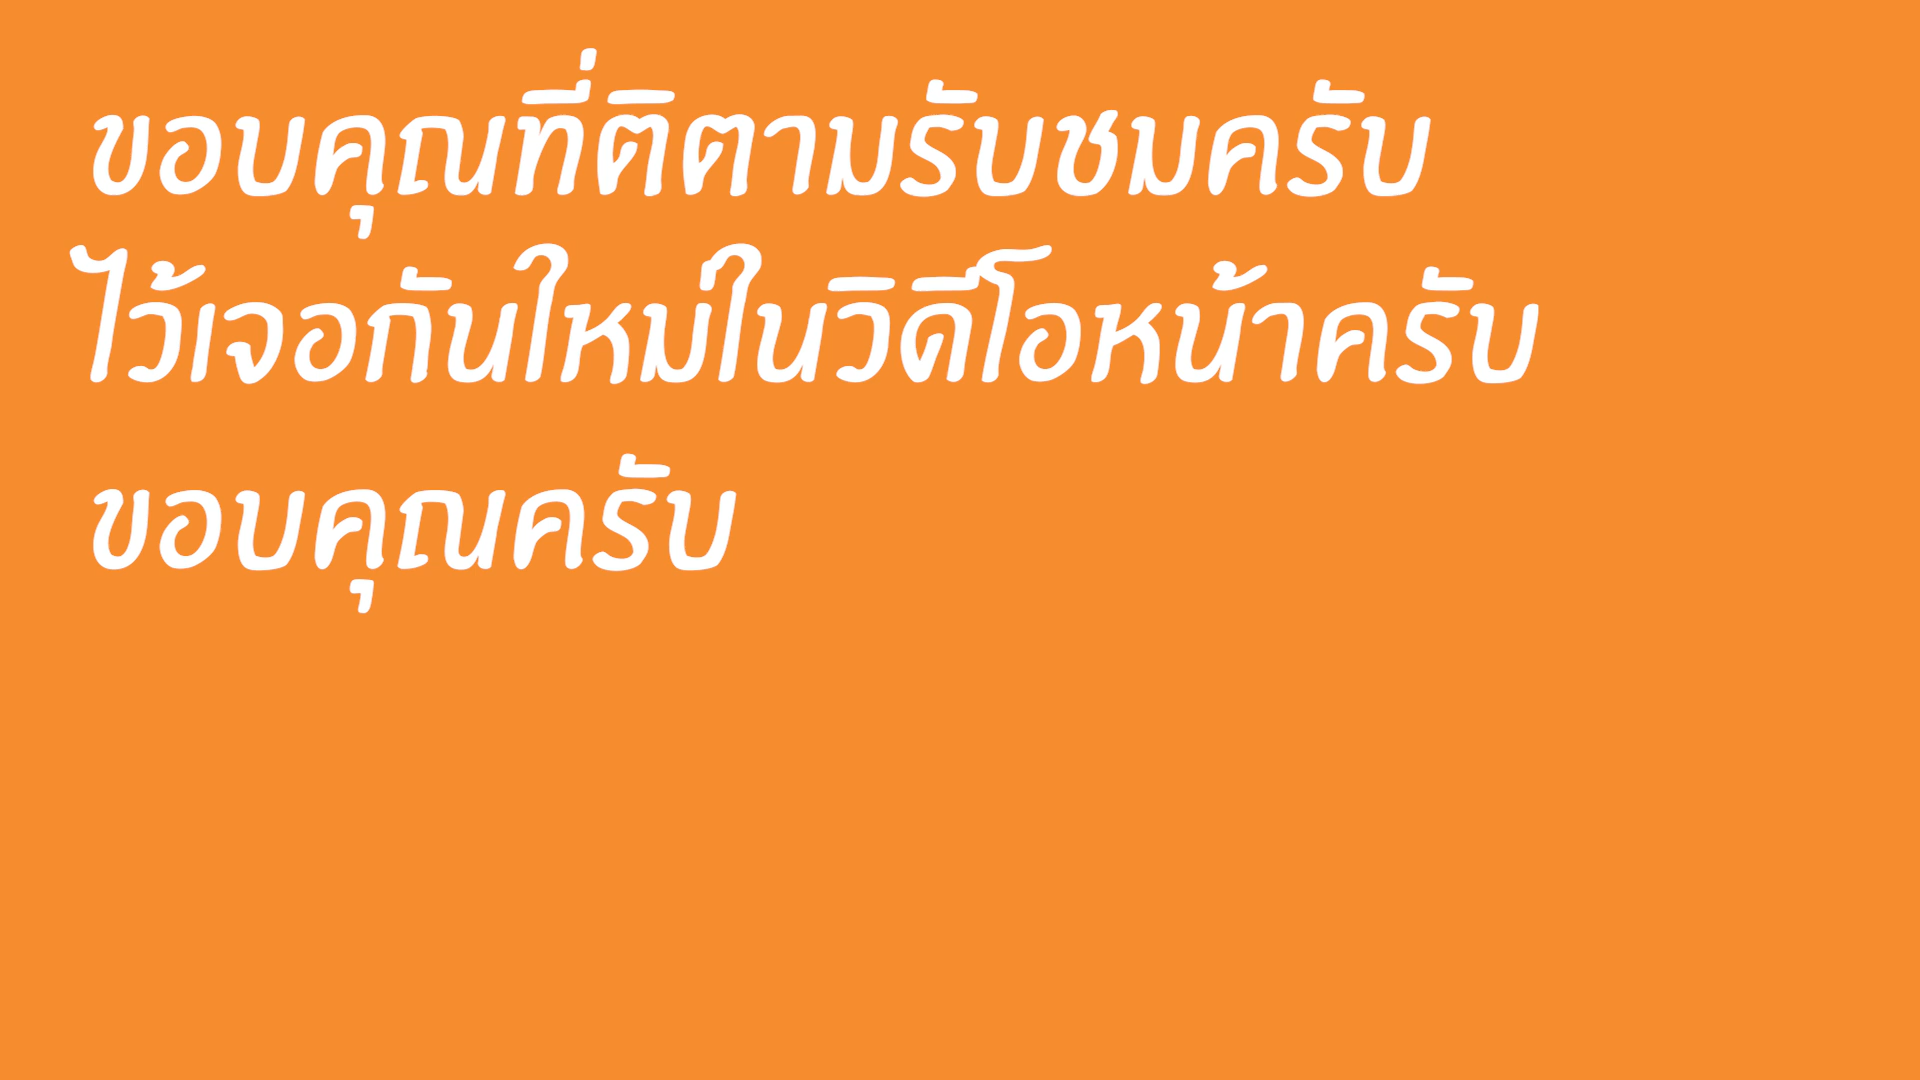 ขอบคุณที่ติตามรับชมครับ
ไว้เจอกันใหม่ในวิดีโอหน้าครับ
ขอบคุณครับ